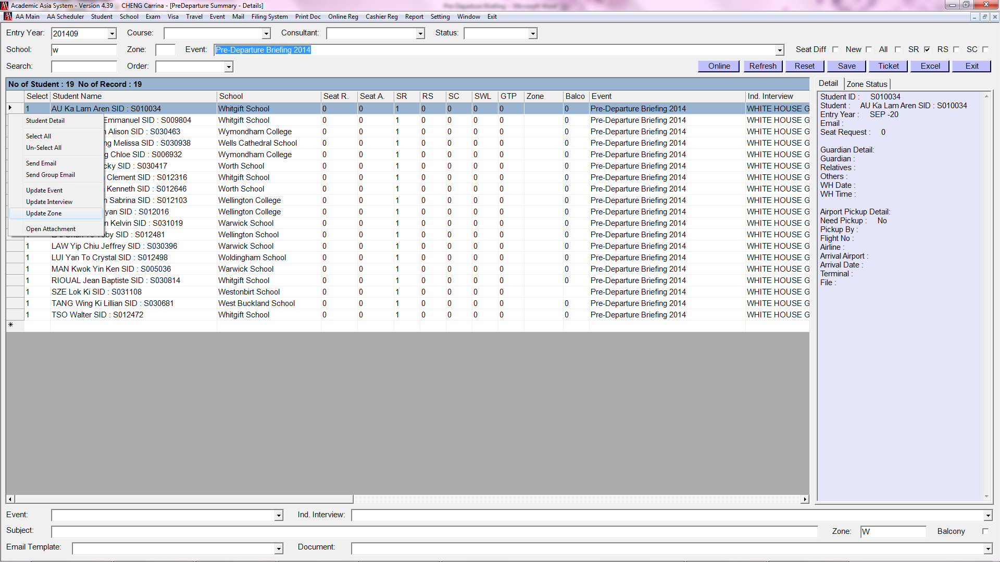 Academic Asia System - Version 4.39    CHENG Carrina - [PreDeparture Summary - Details]
AA Main  AA Scheduler  Student  School  Exam  Visa  Travel  Event  Mail  Filing System  Print Doc  Online Reg  Cashier Reg  Report  Setting  Window  Exit
Entry Year: 201409  Course:  Consultant:  Status:
School: w  Zone:  Event: Pre-Departure Briefing 2014  Seat Diff  New  All  SR  RS  SC
Search:  Order:  Online  Refresh  Reset  Save  Ticket  Excel  Exit
No of Student : 19  No of Record : 19
Select  Student Name  School  Seat R.  Seat A.  SR  RS  SC  SWL  GTP  Zone  Balco  Event  Ind. Interview
1  AU Ka Lam Aren SID : S010034  Whitgift School  0  0  1  0  0  0  0  0  Pre-Departure Briefing 2014  WHITE HOUSE G
Emmanuel SID : S009804  Whitgift School  0  0  1  0  0  0  0  0  Pre-Departure Briefing 2014  WHITE HOUSE G
Alison SID : S030463  Wymondham College  0  0  1  0  0  0  0  0  Pre-Departure Briefing 2014  WHITE HOUSE G
ng Melissa SID : S030938  Wells Cathedral School  0  0  1  0  0  0  0  0  Pre-Departure Briefing 2014  WHITE HOUSE G
g Chloe SID : S006932  Wymondham College  0  0  1  0  0  0  0  0  Pre-Departure Briefing 2014  WHITE HOUSE G
cky SID : S030417  Worth School  0  0  1  0  0  0  0  0  Pre-Departure Briefing 2014  WHITE HOUSE G
Clement SID : S012316  Whitgift School  0  0  1  0  0  0  0  0  Pre-Departure Briefing 2014  WHITE HOUSE G
Kenneth SID : S012646  Worth School  0  0  1  0  0  0  0  0  Pre-Departure Briefing 2014  WHITE HOUSE G
n Sabrina SID : S012103  Wellington College  0  0  1  0  0  0  0  0  Pre-Departure Briefing 2014  WHITE HOUSE G
yan SID : S012016  Wellington College  0  0  1  0  0  0  0  0  Pre-Departure Briefing 2014  WHITE HOUSE G
n Kelvin SID : S031019  Warwick School  0  0  1  0  0  0  0  0  Pre-Departure Briefing 2014  WHITE HOUSE G
by SID : S012481  Wellington School  0  0  1  0  0  0  0  0  Pre-Departure Briefing 2014  WHITE HOUSE G
1  LAW Yip Chiu Jeffrey SID : S030396  Warwick School  0  0  1  0  0  0  0  0  Pre-Departure Briefing 2014  WHITE HOUSE G
1  LUI Yan To Crystal SID : S012498  Woldingham School  0  0  1  0  0  0  0  0  Pre-Departure Briefing 2014  WHITE HOUSE G
1  MAN Kwok Yin Ken SID : S005036  Warwick School  0  0  1  0  0  0  0  0  Pre-Departure Briefing 2014  WHITE HOUSE G
1  RIOUAL Jean Baptiste SID : S030814  Whitgift School  0  0  1  0  0  0  0  0  Pre-Departure Briefing 2014  WHITE HOUSE G
1  SZE Lok Ki SID : S031108  Westonbirt School  0  0  1  0  0  0  0  Pre-Departure Briefing 2014  WHITE HOUSE G
1  TANG Wing Ki Lillian SID : S030681  West Buckland School  0  0  1  0  0  0  0  0  Pre-Departure Briefing 2014  WHITE HOUSE G
1  TSO Walter SID : S012472  Whitgift School  0  0  1  0  0  0  0  0  Pre-Departure Briefing 2014  WHITE HOUSE G
*
Student Detail
Select All
Un-Select All
Send Email
Send Group Email
Update Event
Update Interview
Update Zone
Open Attachment
Detail  Zone Status
Student ID :  S010034
Student :  AU Ka Lam Aren SID : S010034
Entry Year :  SEP -20
Email :
Seat Request :  0
Guardian Detail:
Guardian :
Relatives :
Others :
WH Date :
WH Time :
Airport Pickup Detail:
Need Pickup :  No
Pickup By :
Flight No :
Airline :
Arrival Airport :
Arrival Date :
Terminal :
File :
Event:  Ind. Interview:
Subject:  Zone: W  Balcony
Email Template:  Document: